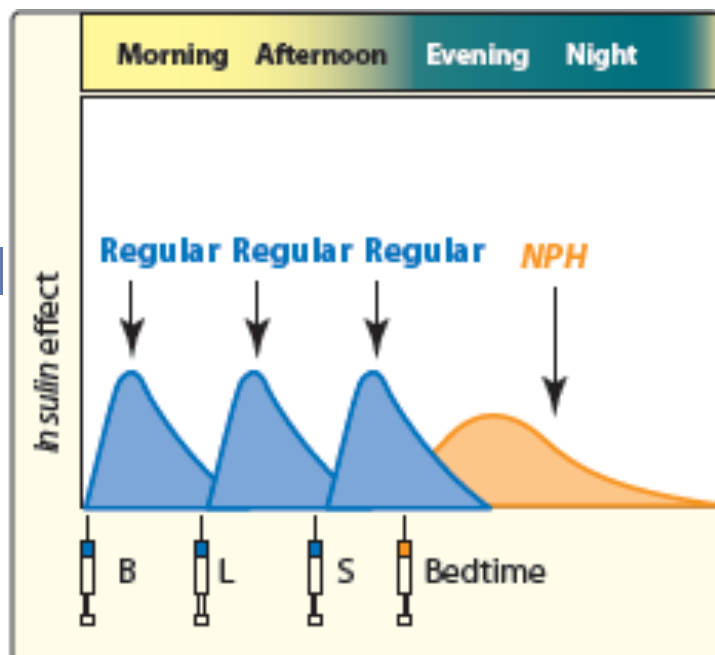 Morning Afternoon Evening Night
Regular Regular Regular NPH
Insulin effect
B L S Bedtime